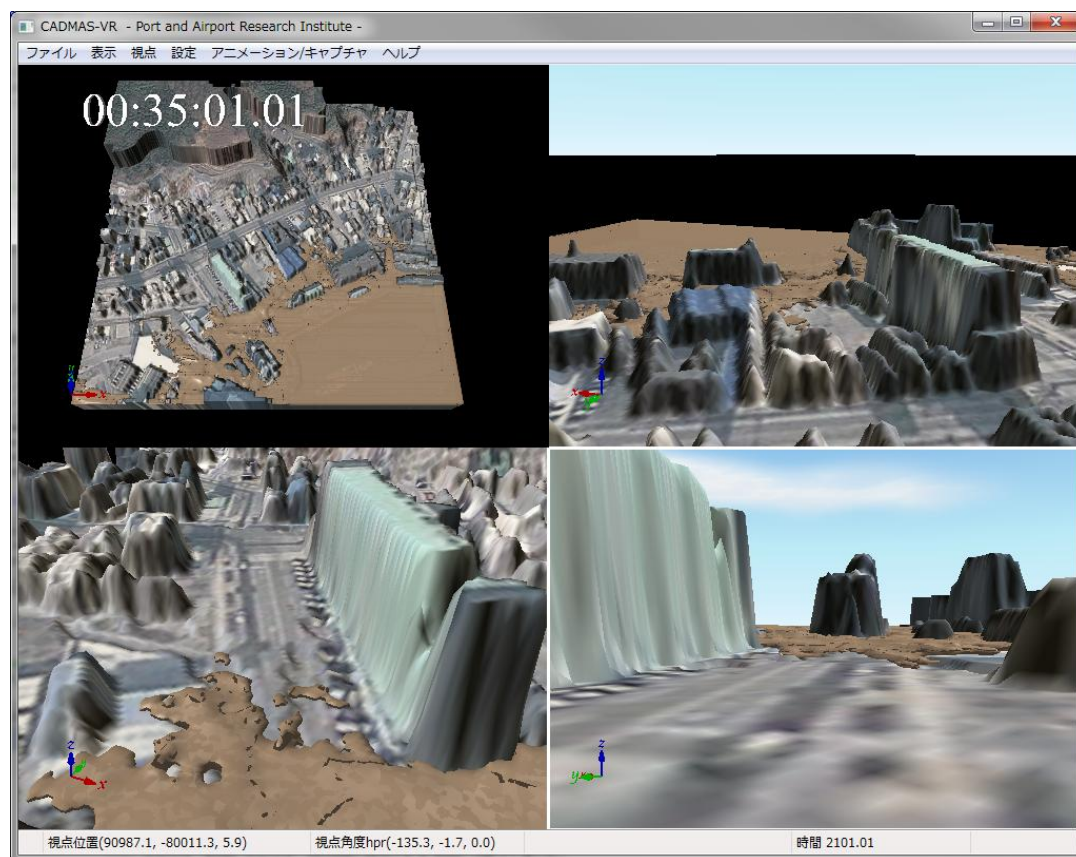 CADMAS-VR - Port and Airport Research Institute -
ファイル 表示 視点 設定 アニメーション/キャプチャ ヘルプ
00:35:01.01
z
x
y
z
x
z
x
y
z
視点位置(90987.1, -80011.3, 5.9) 視点角度hpr(-135.3, -1.7, 0.0) 時間 2101.01